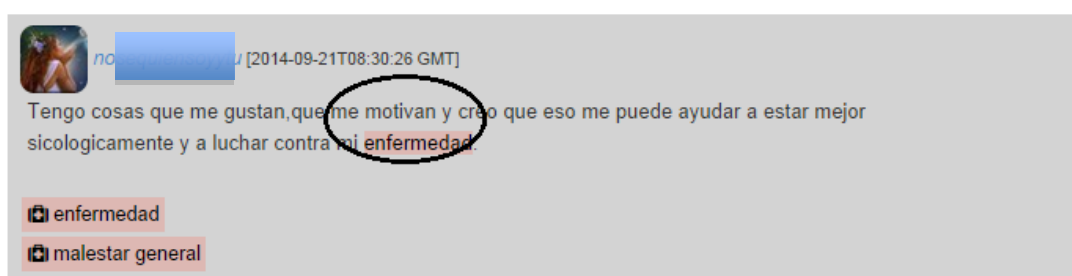 [2014-09-21T08:30:26 GMT]
Tengo cosas que me gustan,que me motivan y creo que eso me puede ayudar a estar mejor
sicologicamente y a luchar contra mi enfermedad.
enfermedad
malestar general